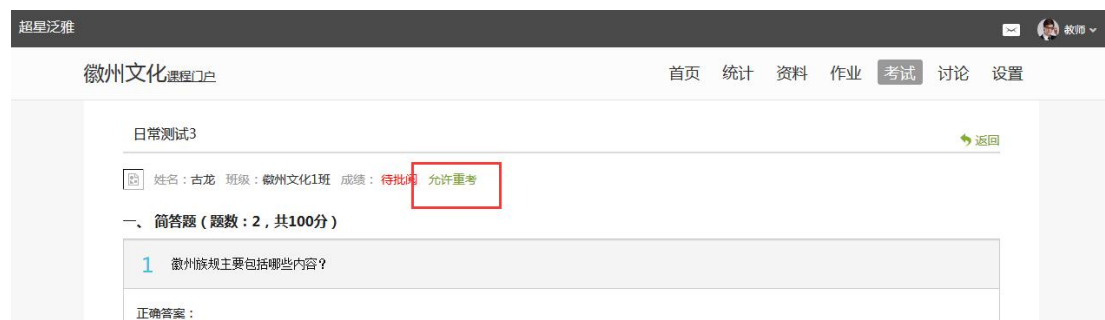 超星泛雅
教师
徽州文化课程门户 首页 统计 资料 作业 考试 讨论 设置
日常测试3 返回
姓名：古龙 班级：徽州文化1班 成绩：待批阅 允许重考
一、 简答题（题数：2，共100分）
1 徽州族规主要包括哪些内容？
正确答案：